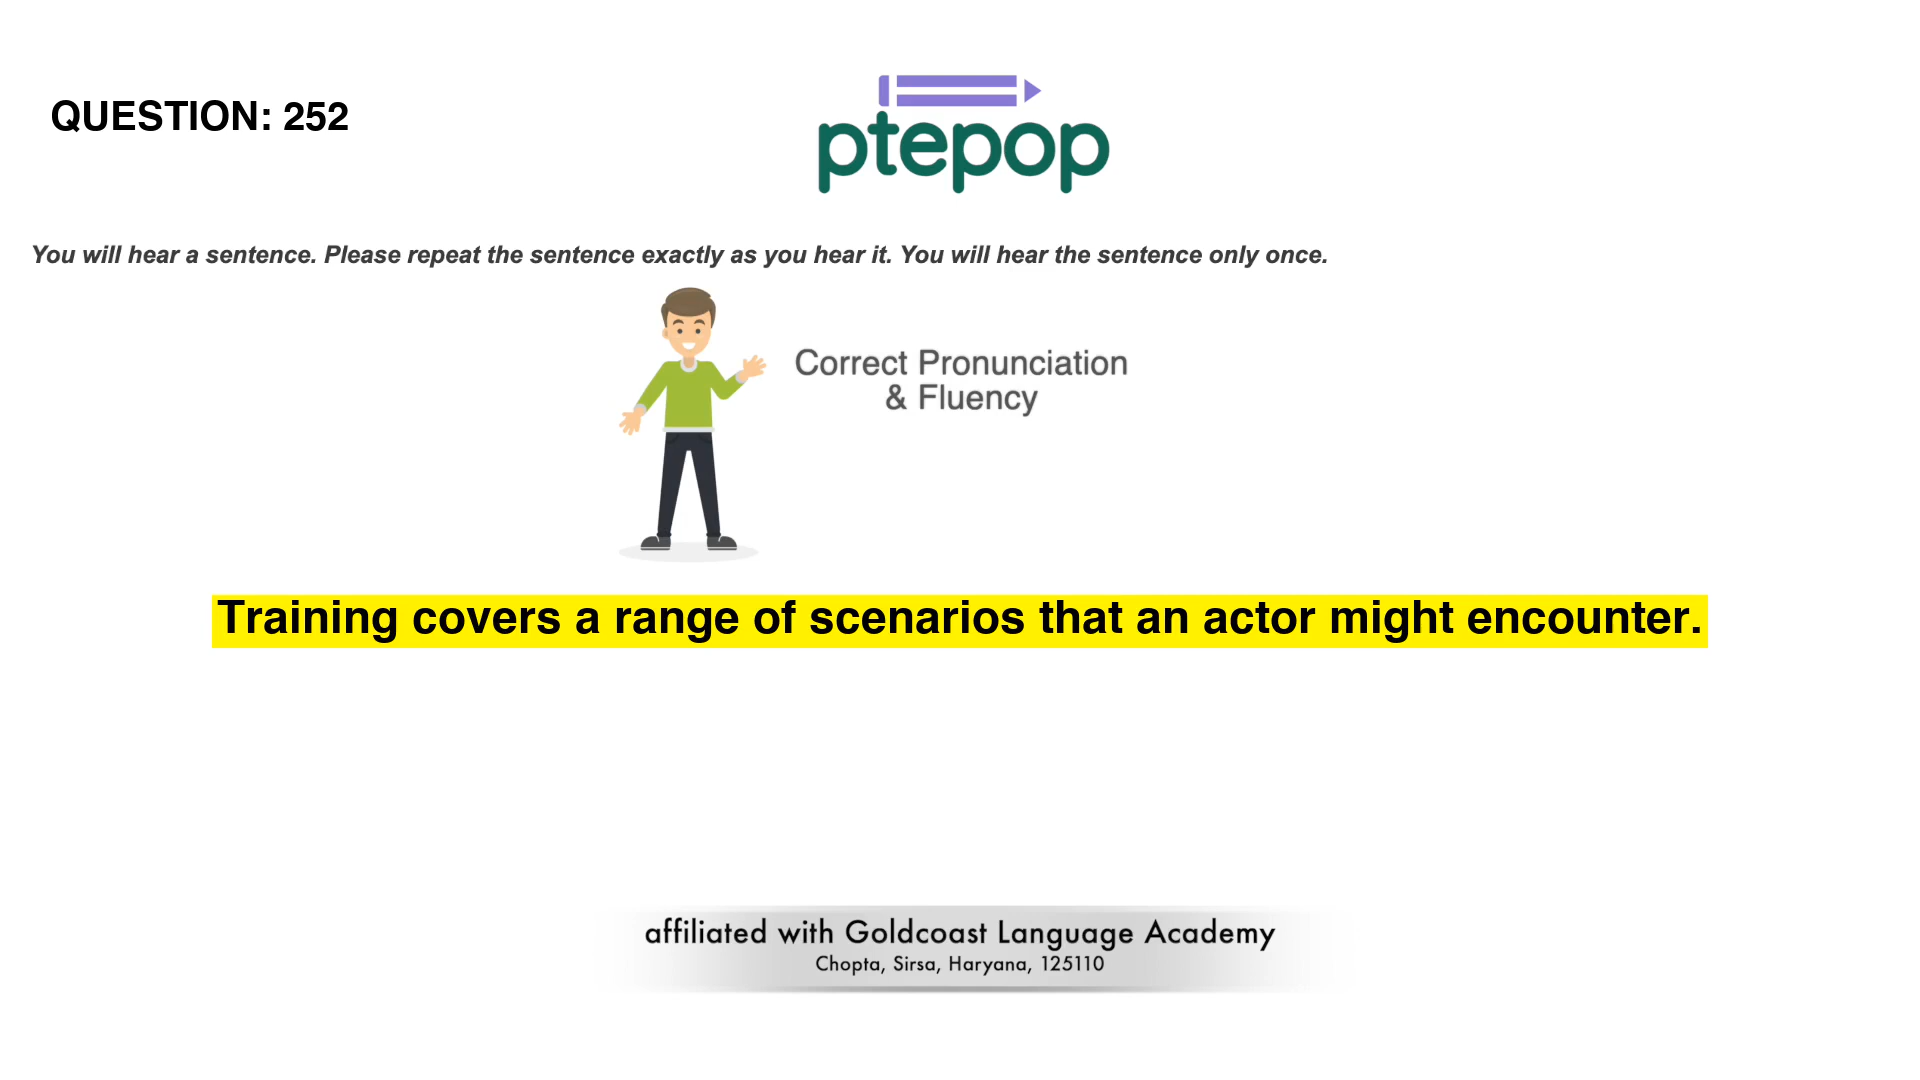 QUESTION: 252
ptepop
You will hear a sentence. Please repeat the sentence exactly as you hear it. You will hear the sentence only once.
Correct Pronunciation
& Fluency
Training covers a range of scenarios that an actor might encounter.
affiliated with Goldcoast Language Academy
Chopta, Sirsa, Haryana, 125110